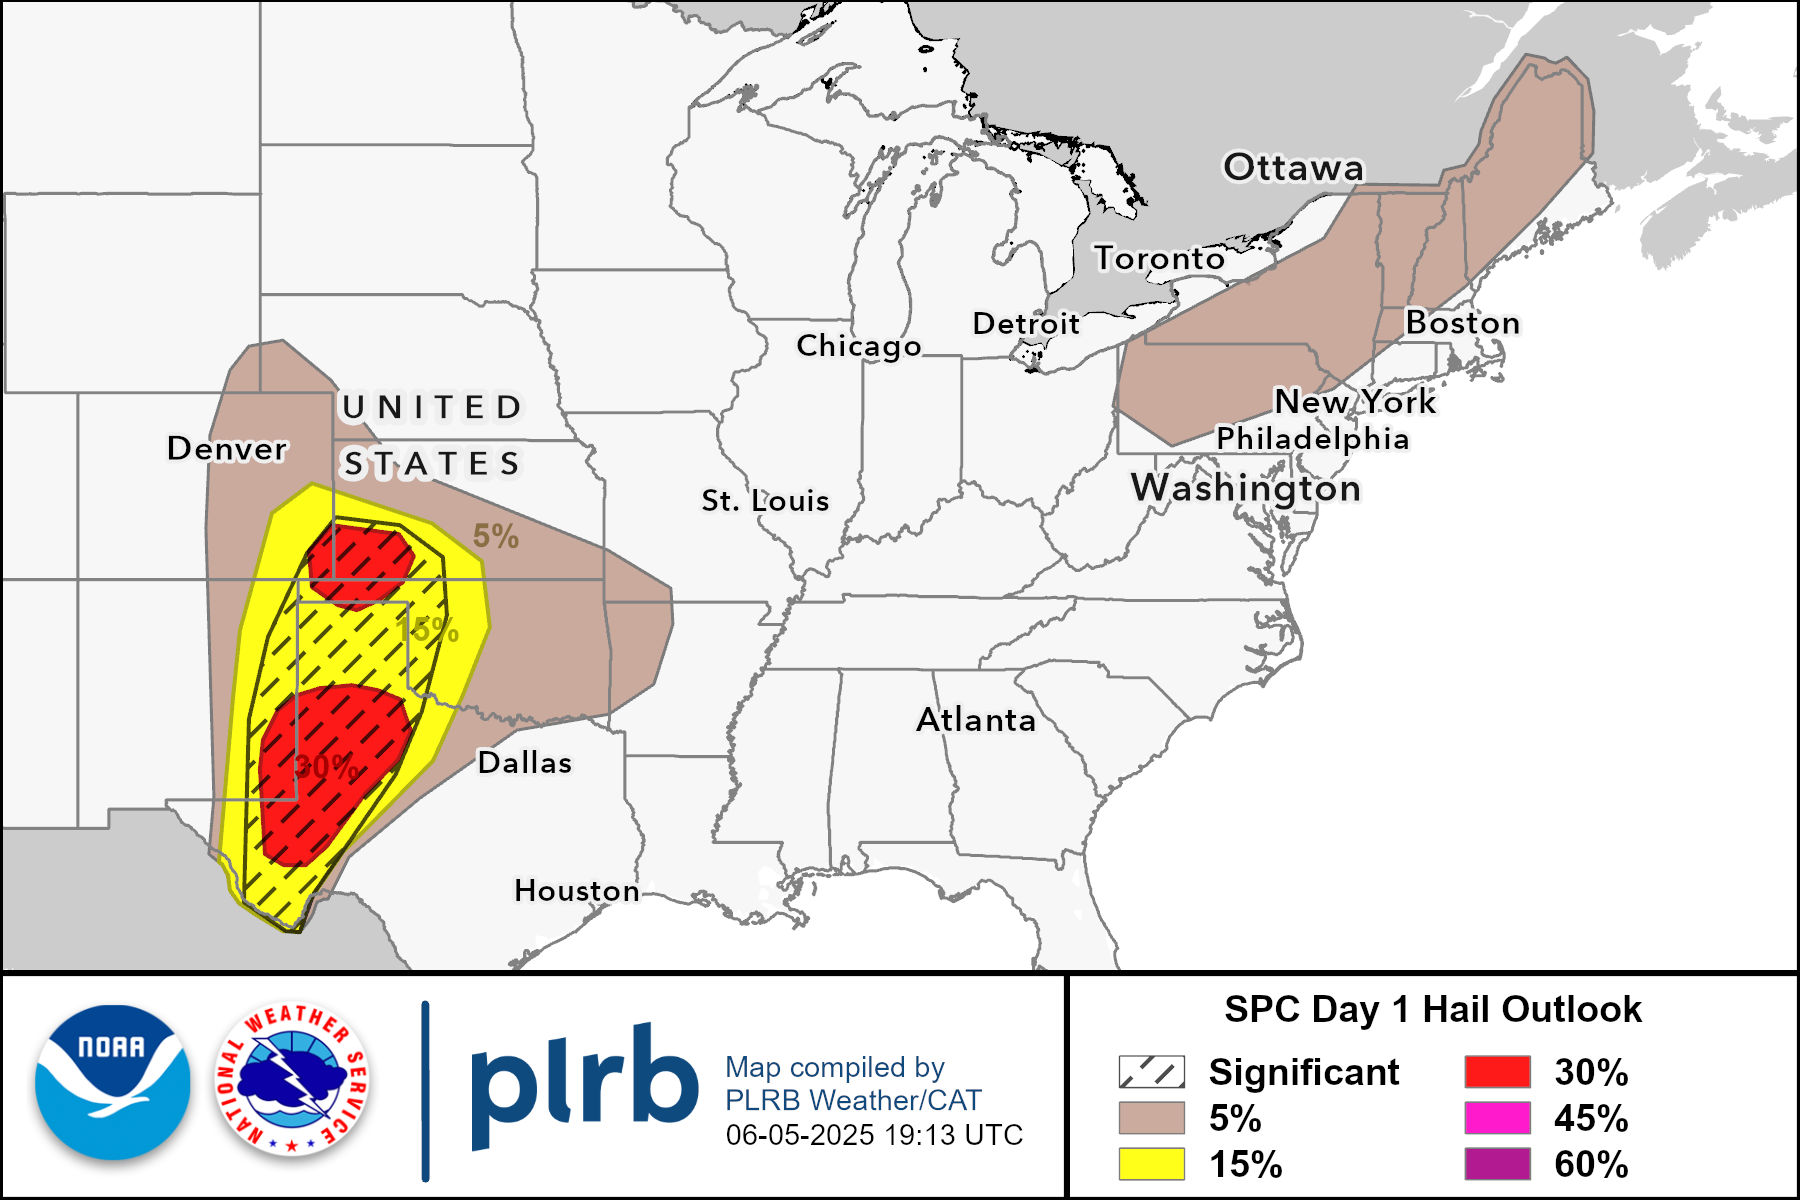 Ottawa
Toronto
Detroit
Boston
Chicago
UNITED
STATES
New York
Denver
Philadelphia
Washington
St. Louis
5%
15%
Atlanta
Dallas
30%
Houston
NOAA
NATIONAL WEATHER SERVICE
plrb
Map compiled by
PLRB Weather/CAT
06-05-2025 19:13 UTC
SPC Day 1 Hail Outlook
Significant
5%
15%
30%
45%
60%